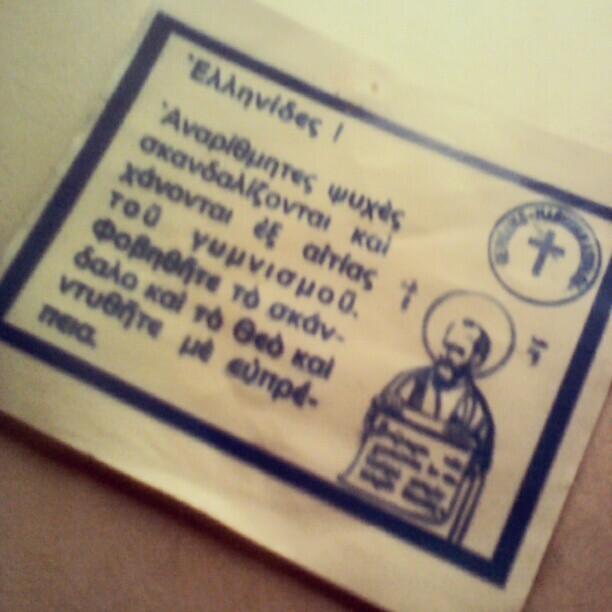 Ἑλληνίδες !
Ἀναρίθμητες ψυχὲς
σκανδαλίζονται καὶ
χάνονται ἐξ αἰτίας
τοῦ γυμνισμοῦ.
Φοβηθῆτε τὸ σκάν-
δαλο καὶ τὸ Θεὸ καὶ
ντυθῆτε μὲ εὐπρέ-
πεια.